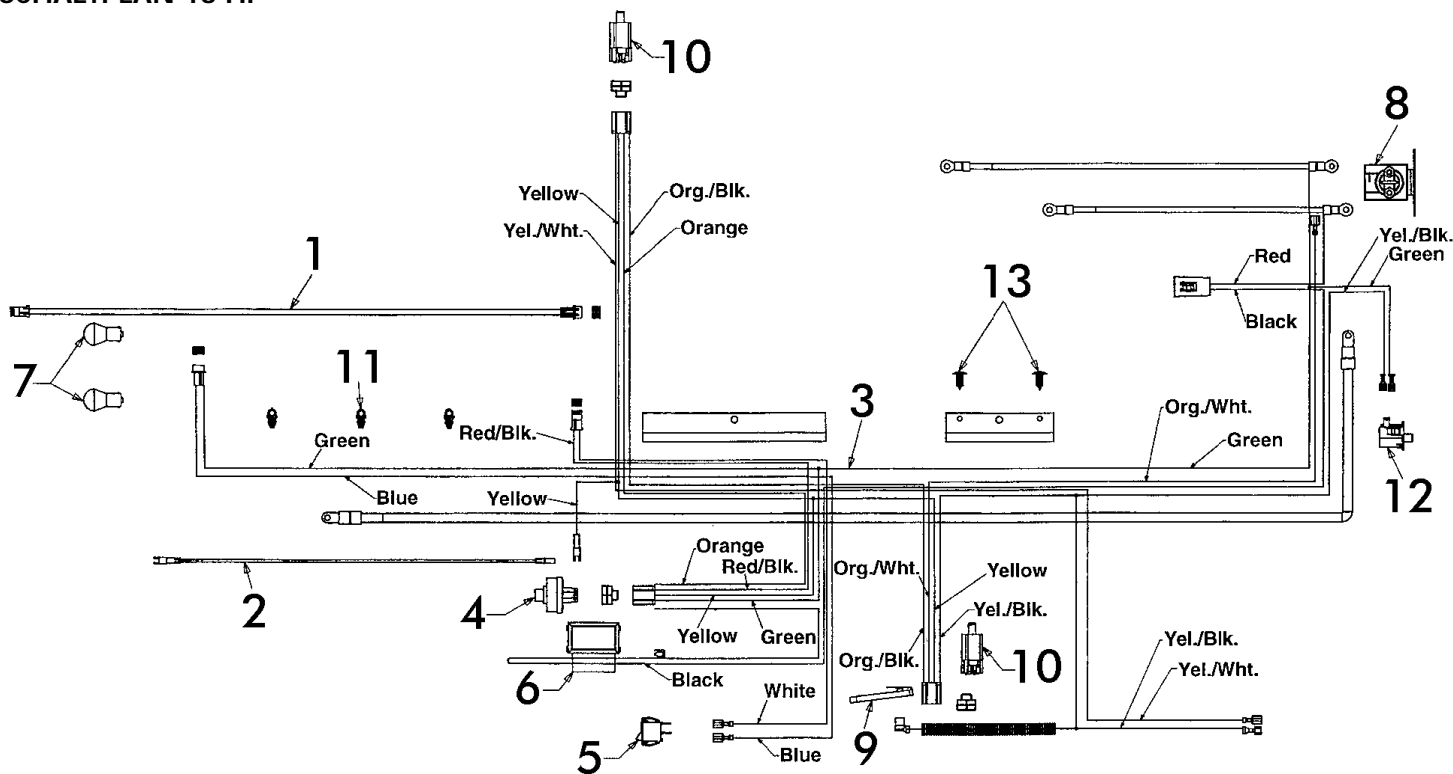 10
8
Yellow
Org./Blk.
Yel./Wht.
Orange
Yel./Blk.
Green
Red
1
13
Black
7
11
3
Org./Wht.
Red/Blk.
Green
Green
Blue
Yellow
12
Orange
Red/Blk.
Org./Wht.
Yellow
2
4
Yel./Blk.
Yellow
Green
Org./Blk.
10
Yel./Blk.
6
Black
Yel./Wht.
White
5
9
Blue